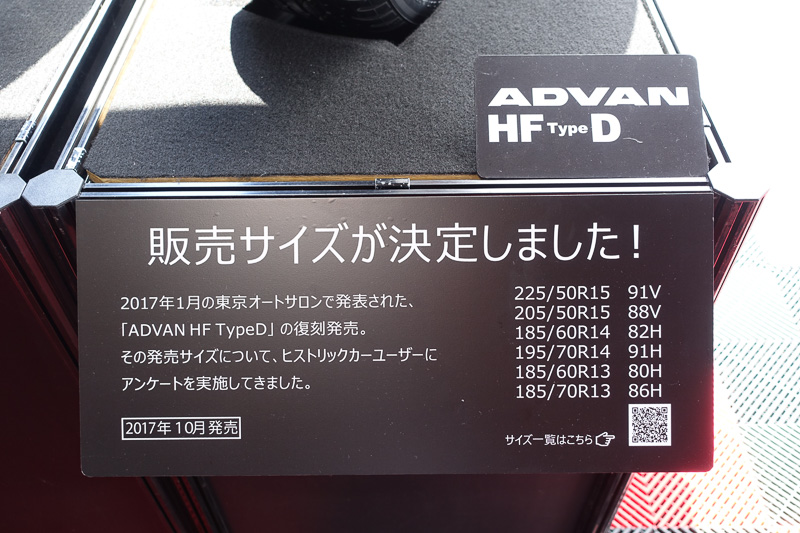 ADVAN
HF Type D
販売サイズが決定しました！
2017年1月の東京オートサロンで発表された、
「ADVAN HF TypeD」の復刻発売。
その発売サイズについて、ヒストリックカーユーザーに
アンケートを実施してきました。
2017年10月発売
225/50R15 91V
205/50R15 88V
185/60R14 82H
195/70R14 91H
185/60R13 80H
185/70R13 86H
サイズ一覧はこちら☞